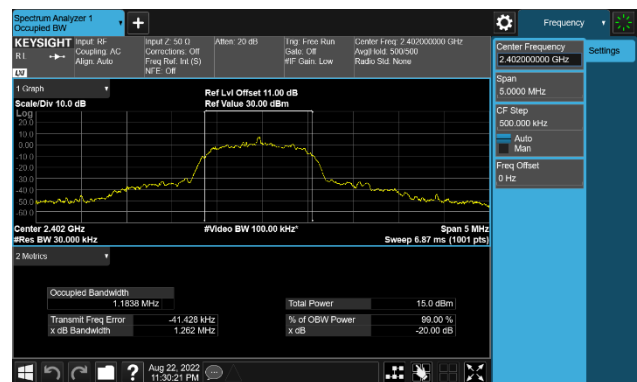 Spectrum Analyzer 1
Occupied BW
Frequency
KEYSIGHT
Input: RF
Coupling: AC
Align: Auto
Input Z: 50 Ω
Corrections: Off
Freq Ref: Int (S)
NFE: Off
Atten: 20 dB
Trig: Free Run
Gate: Off
#IF Gain: Low
Center Freq: 2.402000000 GHz
Avg|Hold: 500/500
Radio Std: None
LXI
Center Frequency
2.402000000 GHz
Settings
Span
5.0000 MHz
CF Step
500.000 kHz
Auto
Man
Freq Offset
0 Hz
1 Graph
Scale/Div 10.0 dB
Ref Lvl Offset 11.00 dB
Ref Value 30.00 dBm
Log
20.0
10.0
0.00
-10.0
-20.0
-30.0
-40.0
-50.0
-60.0
Center 2.402 GHz
#Video BW 100.00 kHz*
Span 5 MHz
#Res BW 30.000 kHz
Sweep 6.87 ms (1001 pts)
2 Metrics
Occupied Bandwidth
1.1838 MHz
Total Power
15.0 dBm
Transmit Freq Error
-41.428 kHz
% of OBW Power
99.00 %
x dB Bandwidth
1.262 MHz
x dB
-20.00 dB
?
Aug 22, 2022
11:30:21 PM